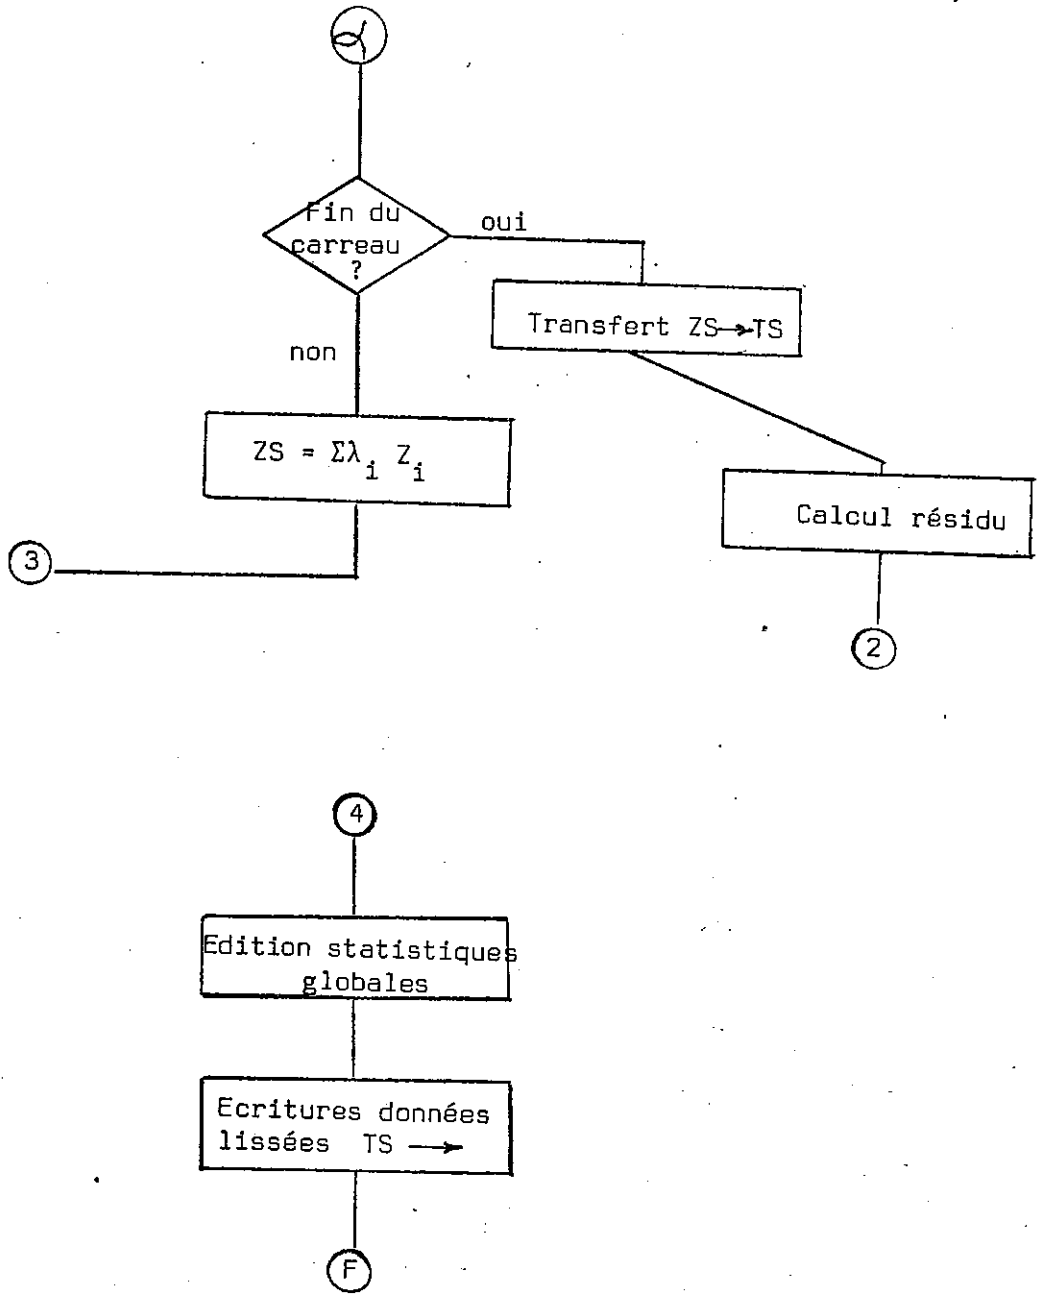 Fin du
carreau
?
oui
Transfert ZS→TS
non
ZS = Σλi Zi
Calcul résidu
3
2
4
Edition statistiques
globales
Ecritures données
lissées TS →
F